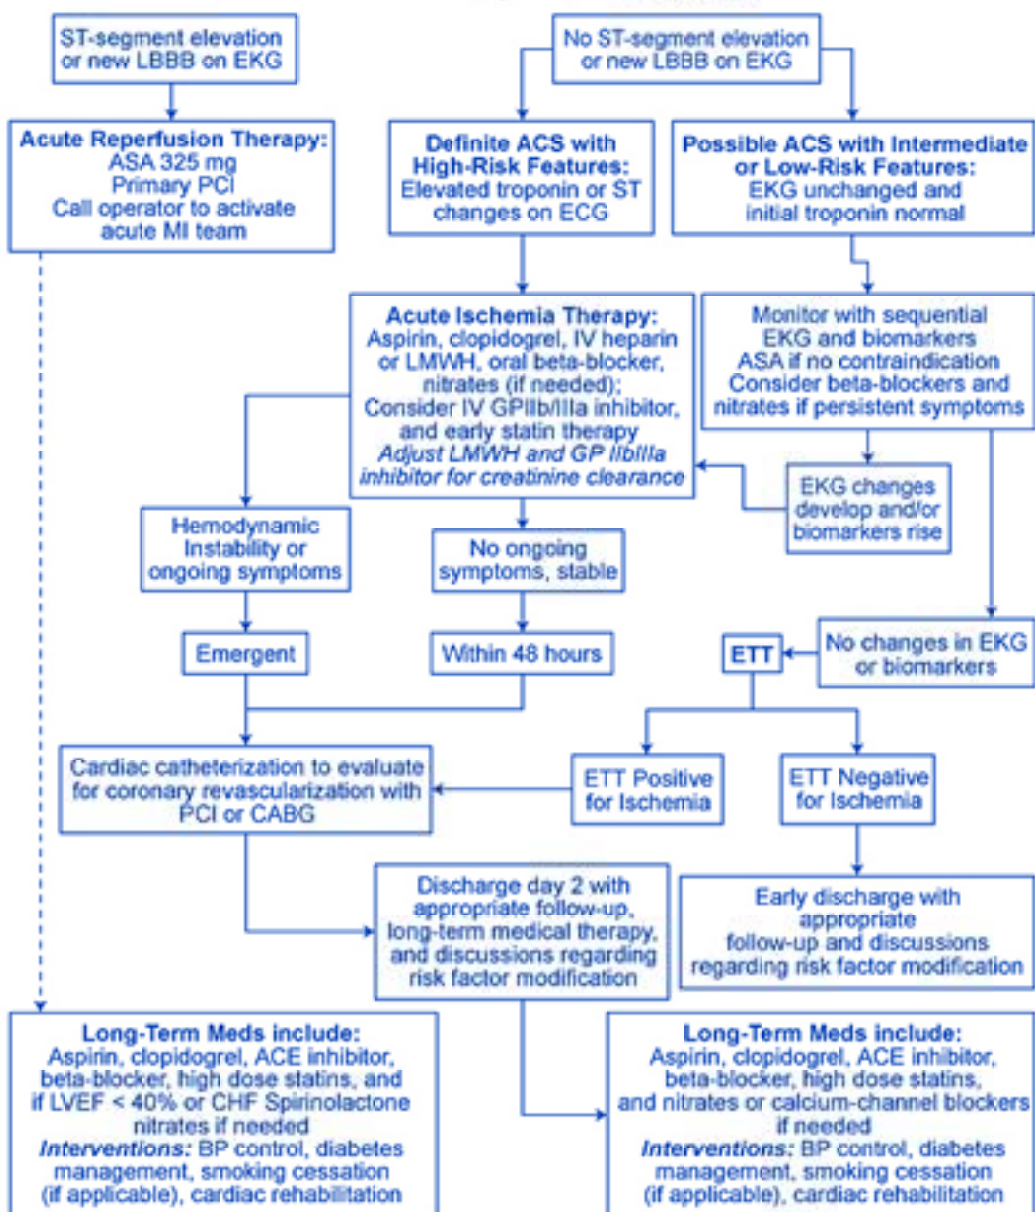 ST-segment elevation
or new LBBB on EKG
No ST-segment elevation
or new LBBB on EKG
Acute Reperfusion Therapy:
ASA 325 mg
Primary PCI
Call operator to activate
acute MI team
Definite ACS with
High-Risk Features:
Elevated troponin or ST
changes on ECG
Possible ACS with Intermediate
or Low-Risk Features:
EKG unchanged and
initial troponin normal
Acute Ischemia Therapy:
Aspirin, clopidogrel, IV heparin
or LMWH, oral beta-blocker,
nitrates (if needed);
Consider IV GPIIb/IIIa inhibitor,
and early statin therapy
Adjust LMWH and GP IIbIIIa
inhibitor for creatinine clearance
Monitor with sequential
EKG and biomarkers
ASA if no contraindication
Consider beta-blockers and
nitrates if persistent symptoms
EKG changes
develop and/or
biomarkers rise
Hemodynamic
Instability or
ongoing symptoms
No ongoing
symptoms, stable
Emergent
Within 48 hours
ETT
No changes in EKG
or biomarkers
Cardiac catheterization to evaluate
for coronary revascularization with
PCI or CABG
ETT Positive
for Ischemia
ETT Negative
for Ischemia
Discharge day 2 with
appropriate follow-up,
long-term medical therapy,
and discussions regarding
risk factor modification
Early discharge with
appropriate
follow-up and discussions
regarding risk factor modification
Long-Term Meds include:
Aspirin, clopidogrel, ACE inhibitor,
beta-blocker, high dose statins, and
if LVEF < 40% or CHF Spirinolactone
nitrates if needed
Interventions: BP control, diabetes
management, smoking cessation
(if applicable), cardiac rehabilitation
Long-Term Meds include:
Aspirin, clopidogrel, ACE inhibitor,
beta-blocker, high dose statins,
and nitrates or calcium-channel blockers
if needed
Interventions: BP control, diabetes
management, smoking cessation
(if applicable), cardiac rehabilitation